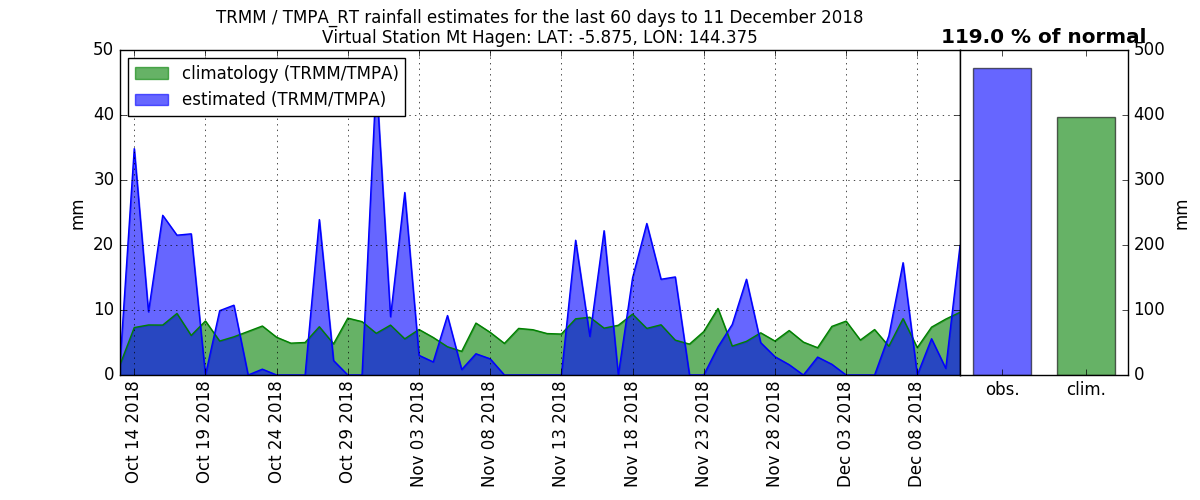 TRMM / TMPA_RT rainfall estimates for the last 60 days to 11 December 2018
Virtual Station Mt Hagen: LAT: -5.875, LON: 144.375
119.0 % of normal
climatology (TRMM/TMPA)
estimated (TRMM/TMPA)
50
40
30
20
10
0
mm
500
400
300
200
100
0
mm
Oct 14 2018
Oct 19 2018
Oct 24 2018
Oct 29 2018
Nov 03 2018
Nov 08 2018
Nov 13 2018
Nov 18 2018
Nov 23 2018
Nov 28 2018
Dec 03 2018
Dec 08 2018
obs.
clim.